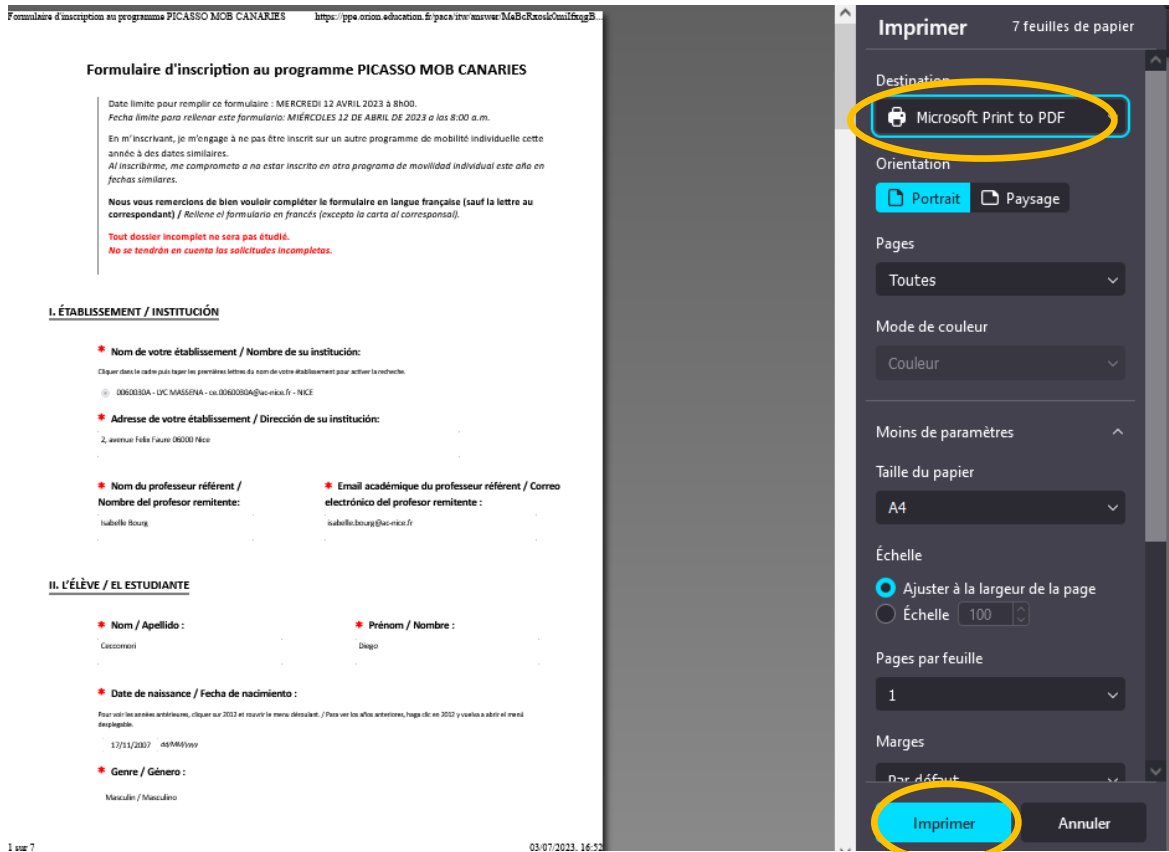 Formulaire d'inscription au programme PICASSO MOB CANARIES https://ppe.orion.education.fr/paca/itw/answer/
Formulaire d'inscription au programme PICASSO MOB CANARIES
Date limite pour remplir ce formulaire : MERCREDI 12 AVRIL 2023 à 8h00.
Fecha límite para rellenar este formulario: MIÉRCOLES 12 DE ABRIL DE 2023 a las 8:00 a.m.
En m'inscrivant, je m'engage à ne pas être inscrit sur un autre programme de mobilité individuelle cette
année à des dates similaires.
Al inscribirme, me comprometo a no estar inscrito en otro programa de movilidad individual este año en
fechas similares.
Nous vous remercions de bien vouloir compléter le formulaire en langue française (sauf la lettre au
correspondant) / Rellene el formulario en francés (excepto la carta al corresponsal).
Tout dossier incomplet ne sera pas étudié.
No se tendrán en cuenta las solicitudes incompletas.
I. ÉTABLISSEMENT / INSTITUCIÓN
* Nom de votre établissement / Nombre de su institución:
Cliquer dans le cadre puis taper les premières lettres du nom de votre établissement pour activer la recheche.
0060030A - LYC MASSENA - ce.0060030A@ac-nice.fr - NICE
* Adresse de votre établissement / Dirección de su institución:
2, avenue Felix Faure 06000 Nice
* Nom du professeur référent /
Nombre del profesor remitente:
Isabelle Bourg
* Email académique du professeur référent / Correo
electrónico del profesor remitente :
isabelle.bourg@ac-nice.fr
II. L'ÉLÈVE / EL ESTUDIANTE
* Nom / Apellido :
Ceccomori
* Prénom / Nombre :
Diego
* Date de naissance / Fecha de nacimiento :
Pour voir les années antérieures, cliquer sur 2012 et rouvrir le menu déroulant. / Para ver los años anteriores, haga clic en 2012 y vuelva a abrir el menú
desplegable.
17/11/2007 dd/MM/yyyy
* Genre / Género :
Masculin / Masculino
1 sur 7 03/07/2023, 16:52
Imprimer 7 feuilles de papier
Destination
Microsoft Print to PDF
Orientation
Portrait Paysage
Pages
Toutes
Mode de couleur
Couleur
Moins de paramètres
Taille du papier
A4
Échelle
Ajuster à la largeur de la page
Échelle 100
Pages par feuille
1
Marges
Par défaut
Imprimer Annuler